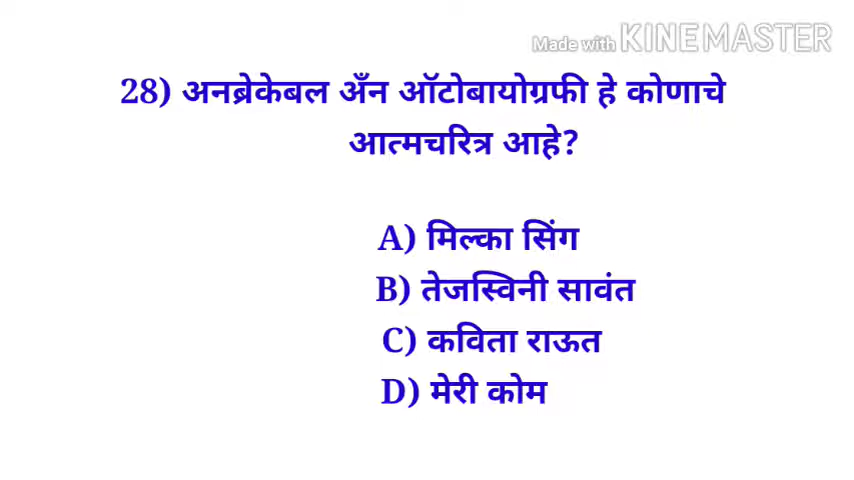 Made with KINEMASTER
28) अनब्रेकेबल अँन ऑटोबायोग्रफी हे कोणाचे
आत्मचरित्र आहे?
A) मिल्का सिंग
B) तेजस्विनी सावंत
C) कविता राऊत
D) मेरी कोम